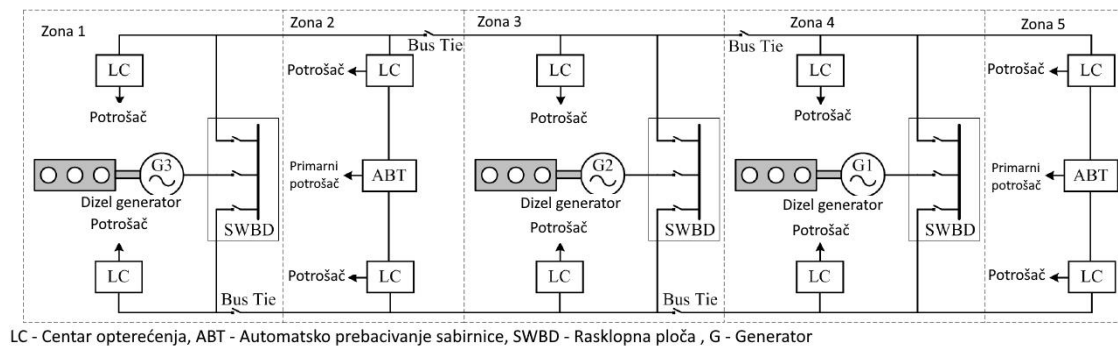 Zona 1
Zona 2
Zona 3
Zona 4
Zona 5
Bus Tie
Bus Tie
LC
Potrošač
Potrošač
LC
LC
Potrošač
LC
Potrošač
Potrošač
LC
G3
Dizel generator
SWBD
Primarni
potrošač
ABT
G2
Dizel generator
SWBD
G1
Dizel generator
SWBD
Primarni
potrošač
ABT
Potrošač
LC
Potrošač
LC
Potrošač
LC
Potrošač
LC
Potrošač
LC
Bus Tie
Bus Tie
LC - Centar opterećenja, ABT - Automatsko prebacivanje sabirnice, SWBD - Rasklopna ploča , G - Generator